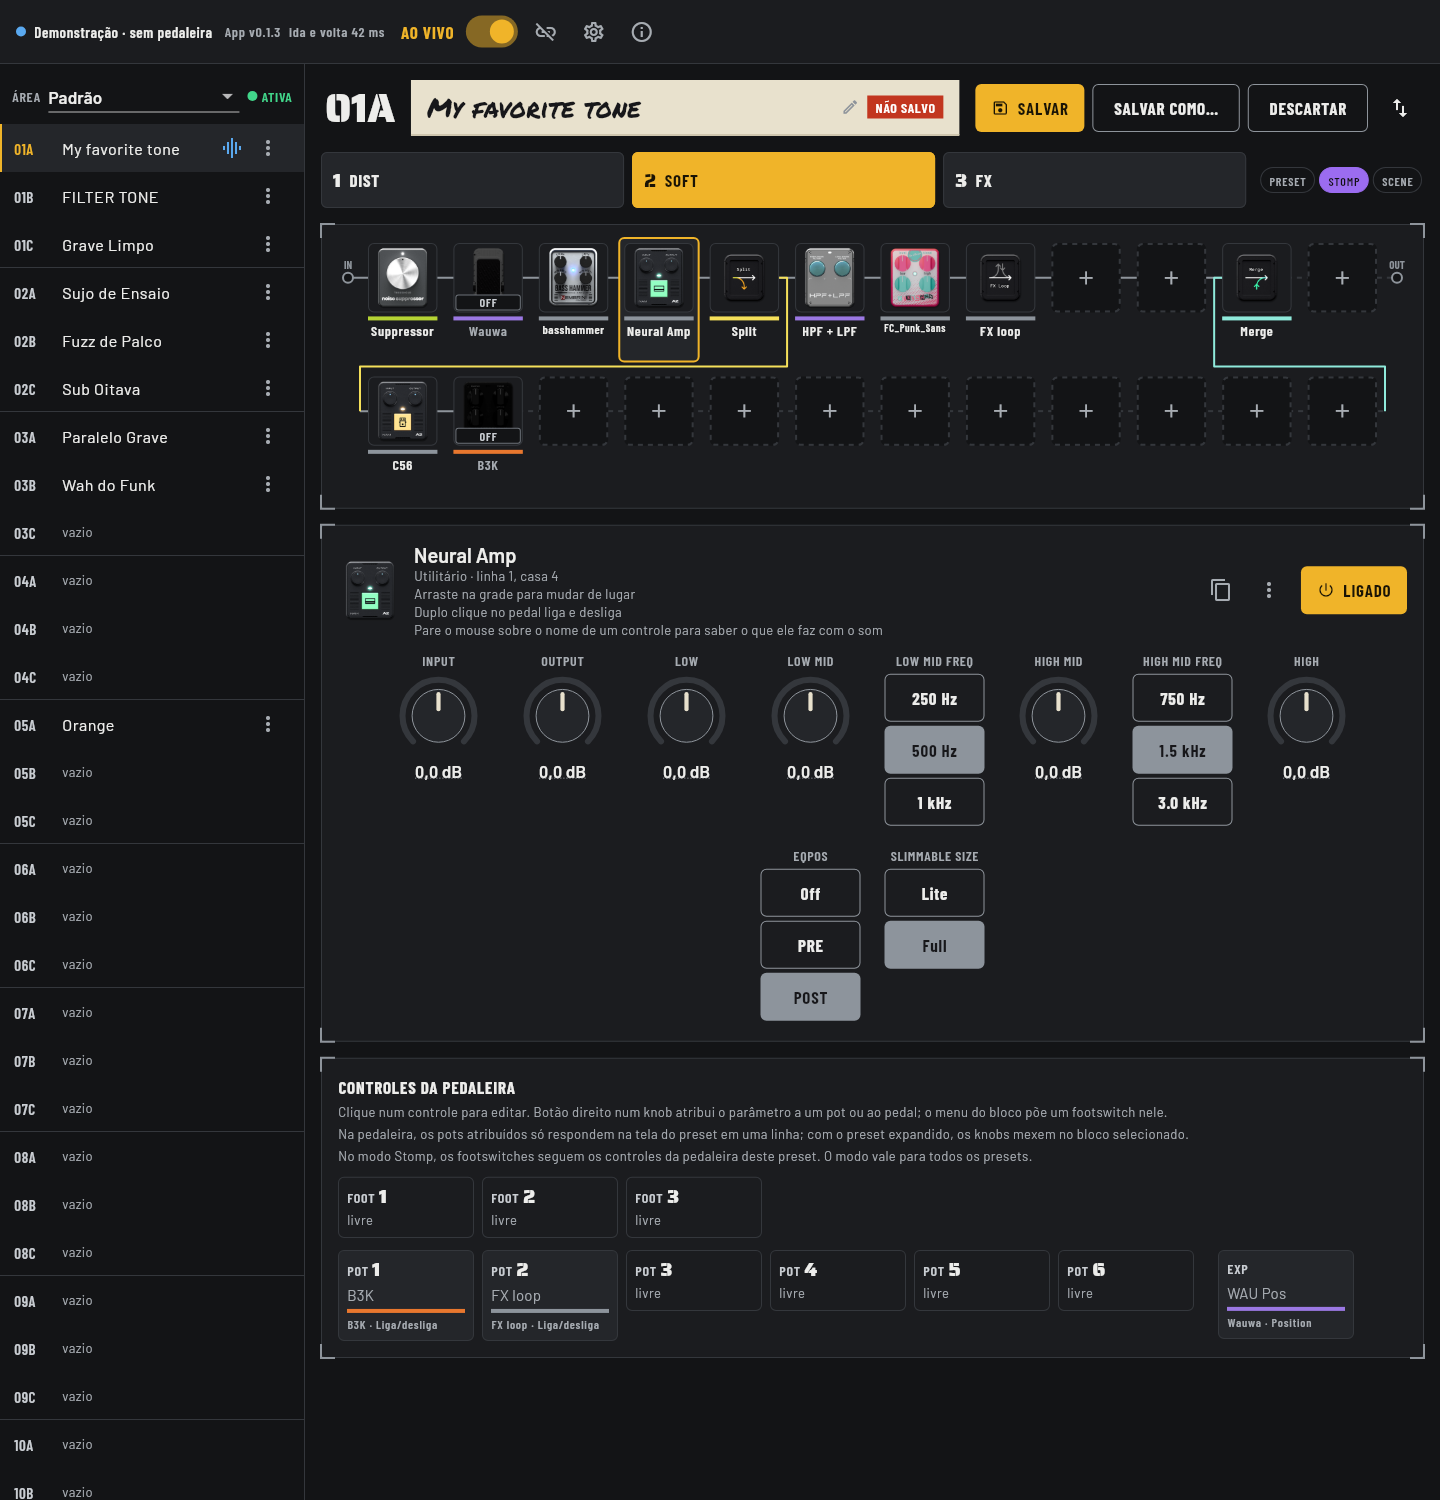 Demonstração · sem pedaleira App v0.1.3 Ida e volta 42 ms AO VIVO
ÁREA Padrão ATIVA
01A My favorite tone
01B FILTER TONE
01C Grave Limpo
02A Sujo de Ensaio
02B Fuzz de Palco
02C Sub Oitava
03A Paralelo Grave
03B Wah do Funk
03C vazio
04A vazio
04B vazio
04C vazio
05A Orange
05B vazio
05C vazio
06A vazio
06B vazio
06C vazio
07A vazio
07B vazio
07C vazio
08A vazio
08B vazio
08C vazio
09A vazio
09B vazio
09C vazio
10A vazio
10B vazio
01A My favorite tone NÃO SALVO SALVAR SALVAR COMO... DESCARTAR
1 DIST 2 SOFT 3 FX PRESET STOMP SCENE
IN OUT
noise suppressor OFF BASS HAMMER Split HPF+LPF FX Loop Merge
Suppressor Wauwa basshammer Neural Amp Split HPF + LPF FC_Punk_Sans FX loop Merge
OFF
C56 B3K
Neural Amp
Utilitário · linha 1, casa 4
Arraste na grade para mudar de lugar
Duplo clique no pedal liga e desliga
Pare o mouse sobre o nome de um controle para saber o que ele faz com o som
LIGADO
INPUT OUTPUT LOW LOW MID LOW MID FREQ HIGH MID HIGH MID FREQ HIGH
250 Hz 750 Hz
500 Hz 1.5 kHz
0,0 dB 0,0 dB 0,0 dB 0,0 dB 0,0 dB 0,0 dB
1 kHz 3.0 kHz
EQPOS SLIMMABLE SIZE
Off Lite
PRE Full
POST
CONTROLES DA PEDALEIRA
Clique num controle para editar. Botão direito num knob atribui o parâmetro a um pot ou ao pedal; o menu do bloco põe um footswitch nele.
Na pedaleira, os pots atribuídos só respondem na tela do preset em uma linha; com o preset expandido, os knobs mexem no bloco selecionado.
No modo Stomp, os footswitches seguem os controles da pedaleira deste preset. O modo vale para todos os presets.
FOOT 1 FOOT 2 FOOT 3
livre livre livre
POT 1 POT 2 POT 3 POT 4 POT 5 POT 6 EXP
B3K FX loop livre livre livre livre WAU Pos
B3K · Liga/desliga FX loop · Liga/desliga Wauwa · Position